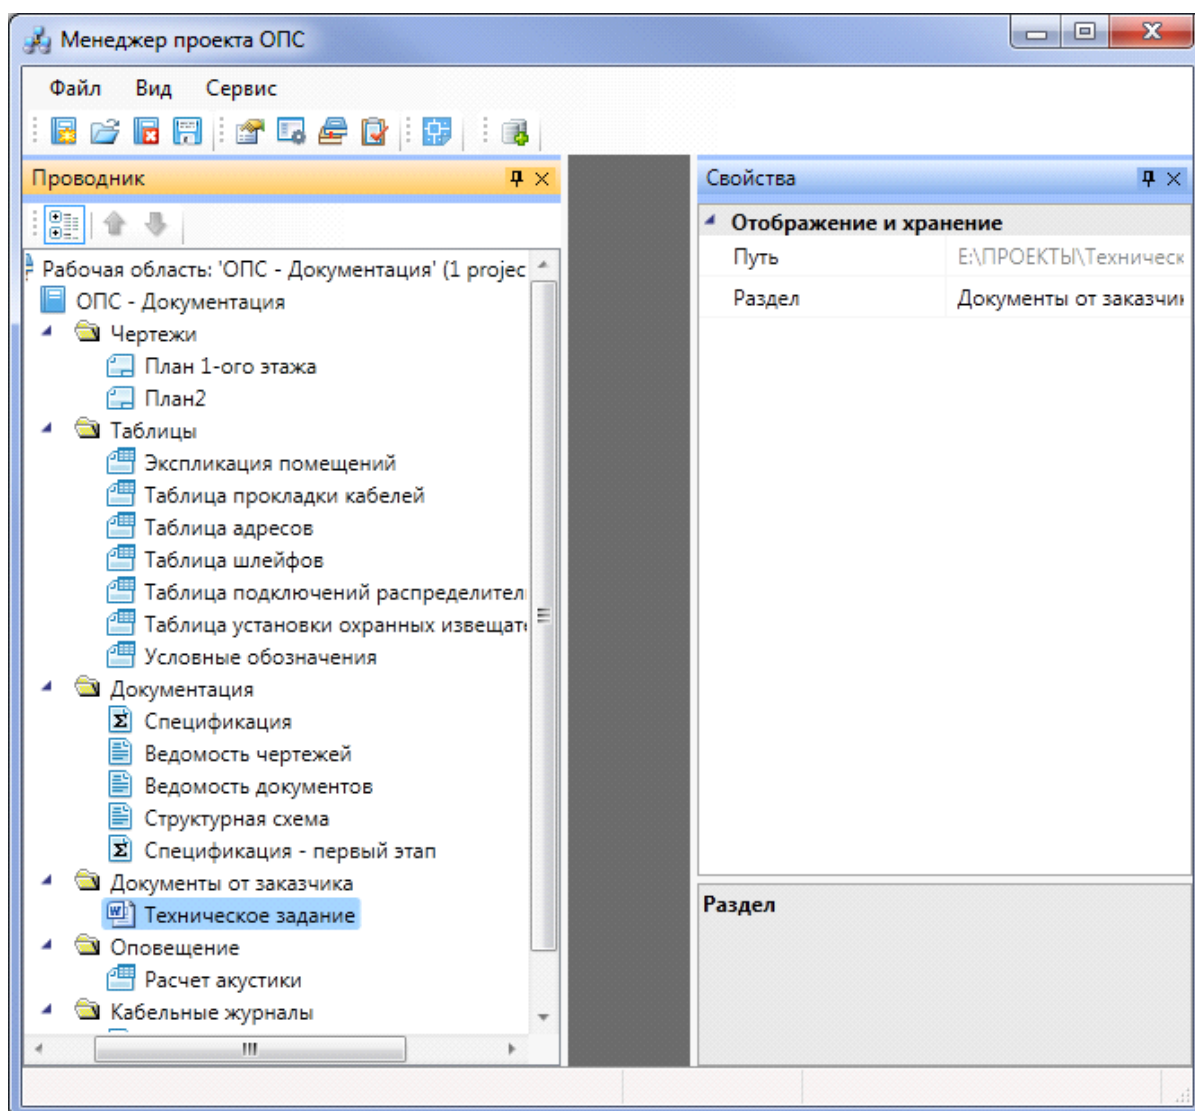 Менеджер проекта ОПС
Файл Вид Сервис
Проводник
Рабочая область: 'ОПС - Документация' (1 projec
ОПС - Документация
Чертежи
План 1-ого этажа
План2
Таблицы
Экспликация помещений
Таблица прокладки кабелей
Таблица адресов
Таблица шлейфов
Таблица подключений распределител
Таблица установки охранных извещат
Условные обозначения
Документация
Спецификация
Ведомость чертежей
Ведомость документов
Структурная схема
Спецификация - первый этап
Документы от заказчика
Техническое задание
Оповещение
Расчет акустики
Кабельные журналы
Свойства
Отображение и хранение
Путь E:\ПРОЕКТЫ\Техническ
Раздел Документы от заказчик
Раздел